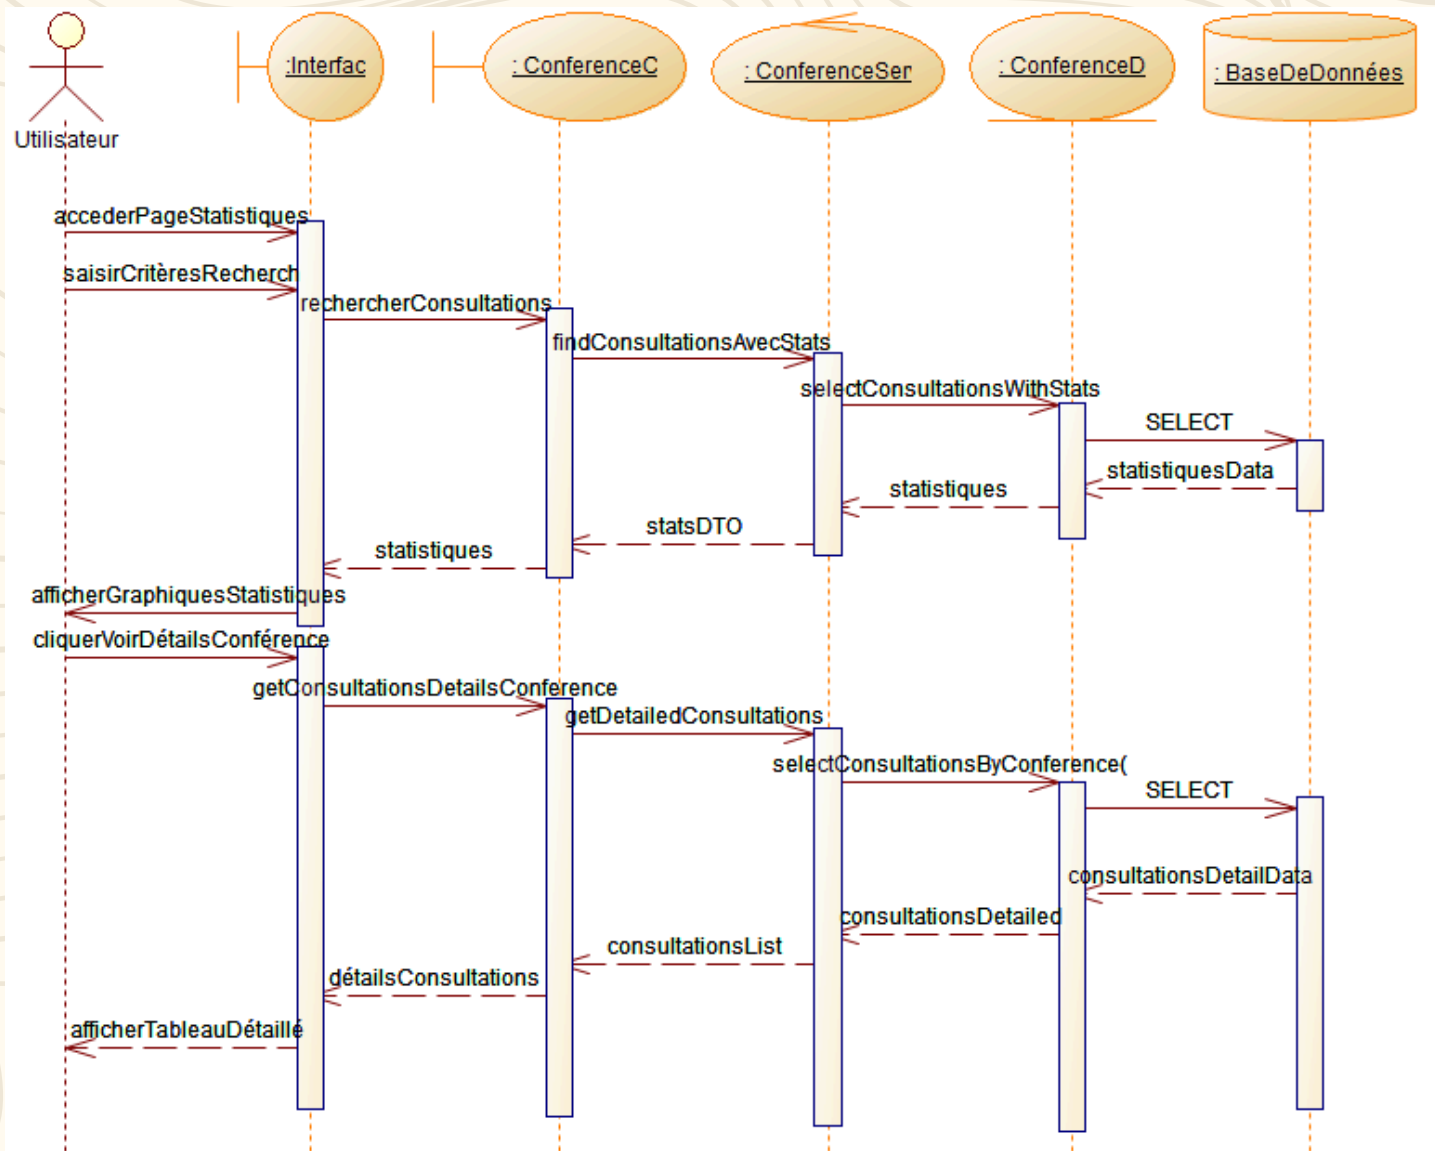 :Interfac
: ConferenceC
: ConferenceSer
: ConferenceD
: BaseDeDonnées
Utilisateur
accederPageStatistiques
saisirCritèresRecherch
rechercherConsultations
findConsultationsAvecStats
selectConsultationsWithStats
SELECT
statistiquesData
statistiques
statsDTO
statistiques
afficherGraphiquesStatistiques
cliquerVoirDétailsConférence
getConsultationsDetailsConference
getDetailedConsultations
selectConsultationsByConference(
SELECT
consultationsDetailData
consultationsDetailed
consultationsList
détailsConsultations
afficherTableauDétaillé